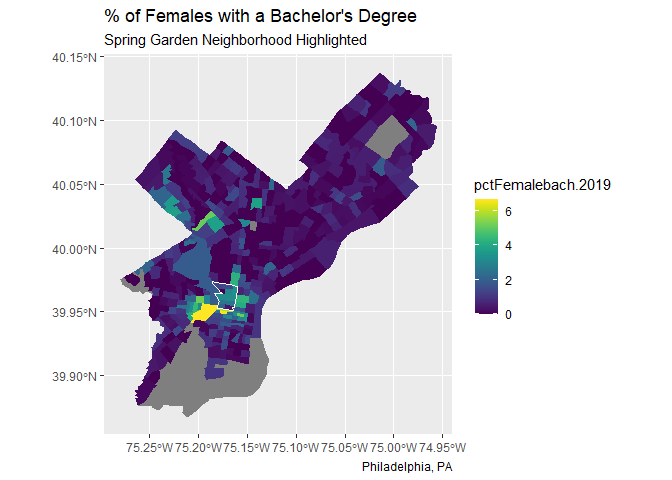 % of Females with a Bachelor's Degree
Spring Garden Neighborhood Highlighted
40.15°N
40.10°N
40.05°N
40.00°N
39.95°N
39.90°N
75.25°W 75.20°W 75.15°W 75.10°W 75.05°W 75.00°W 74.95°W
Philadelphia, PA
pctFemalebach.2019
6
4
2
0